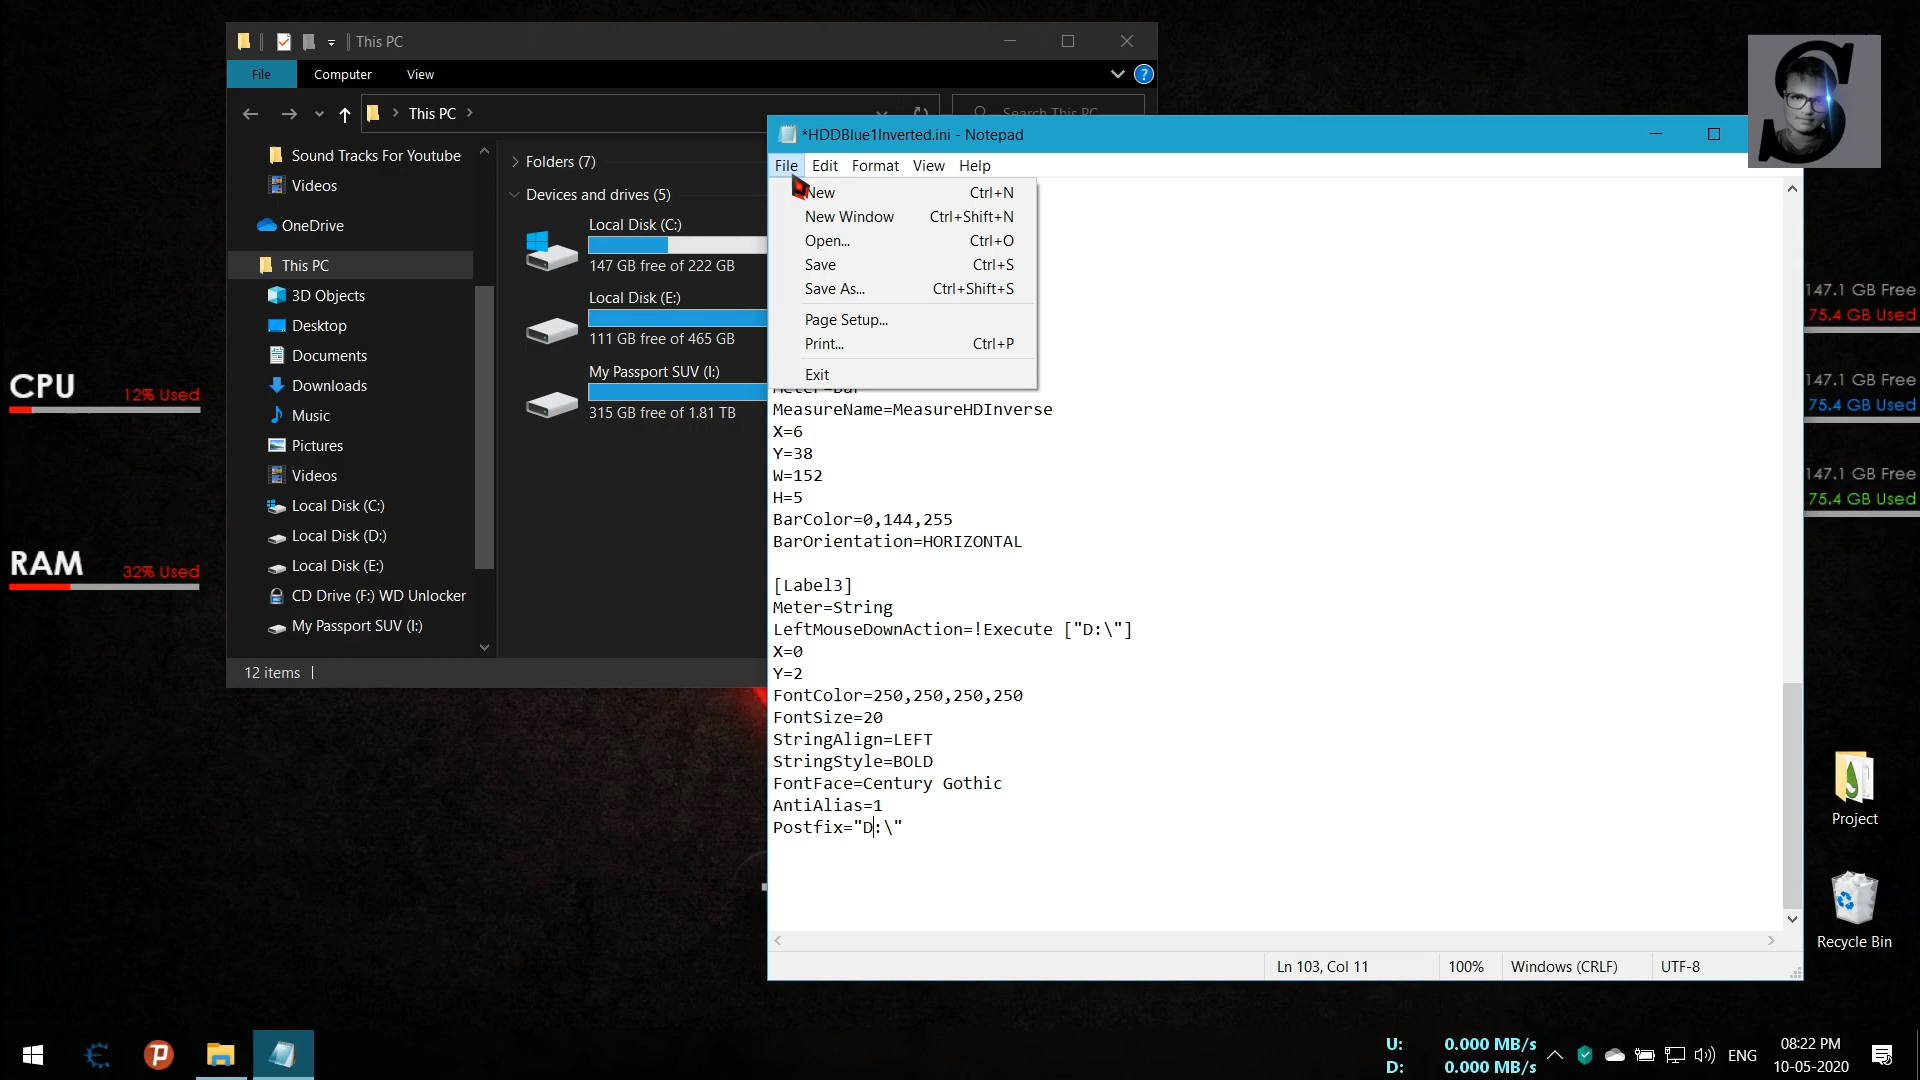 This PC
File
Computer
View
?
This PC
Search This PC
Sound Tracks For Youtube
Videos
OneDrive
This PC
3D Objects
Desktop
Documents
Downloads
Music
Pictures
Videos
Local Disk (C:)
Local Disk (D:)
Local Disk (E:)
CD Drive (F:) WD Unlocker
My Passport SUV (I:)
12 items
Folders (7)
Devices and drives (5)
Local Disk (C:)
147 GB free of 222 GB
Local Disk (E:)
111 GB free of 465 GB
My Passport SUV (I:)
315 GB free of 1.81 TB
*HDDBlue1Inverted.ini - Notepad
File Edit Format View Help
New Ctrl+N
New Window Ctrl+Shift+N
Open... Ctrl+O
Save Ctrl+S
Save As... Ctrl+Shift+S
Page Setup...
Print... Ctrl+P
Exit
Meter=Bar
MeasureName=MeasureHDInverse
X=6
Y=38
W=152
H=5
BarColor=0,144,255
BarOrientation=HORIZONTAL
[Label3]
Meter=String
LeftMouseDownAction=!Execute ["D:\"]
X=0
Y=2
FontColor=250,250,250,250
FontSize=20
StringAlign=LEFT
StringStyle=BOLD
FontFace=Century Gothic
AntiAlias=1
Postfix="D:\"
Ln 103, Col 11
100%
Windows (CRLF)
UTF-8
CPU
12% Used
RAM
32% Used
S
147.1 GB Free
75.4 GB Used
147.1 GB Free
75.4 GB Used
147.1 GB Free
75.4 GB Used
Project
Recycle Bin
U: 0.000 MB/s
D: 0.000 MB/s
ENG
08:22 PM
10-05-2020